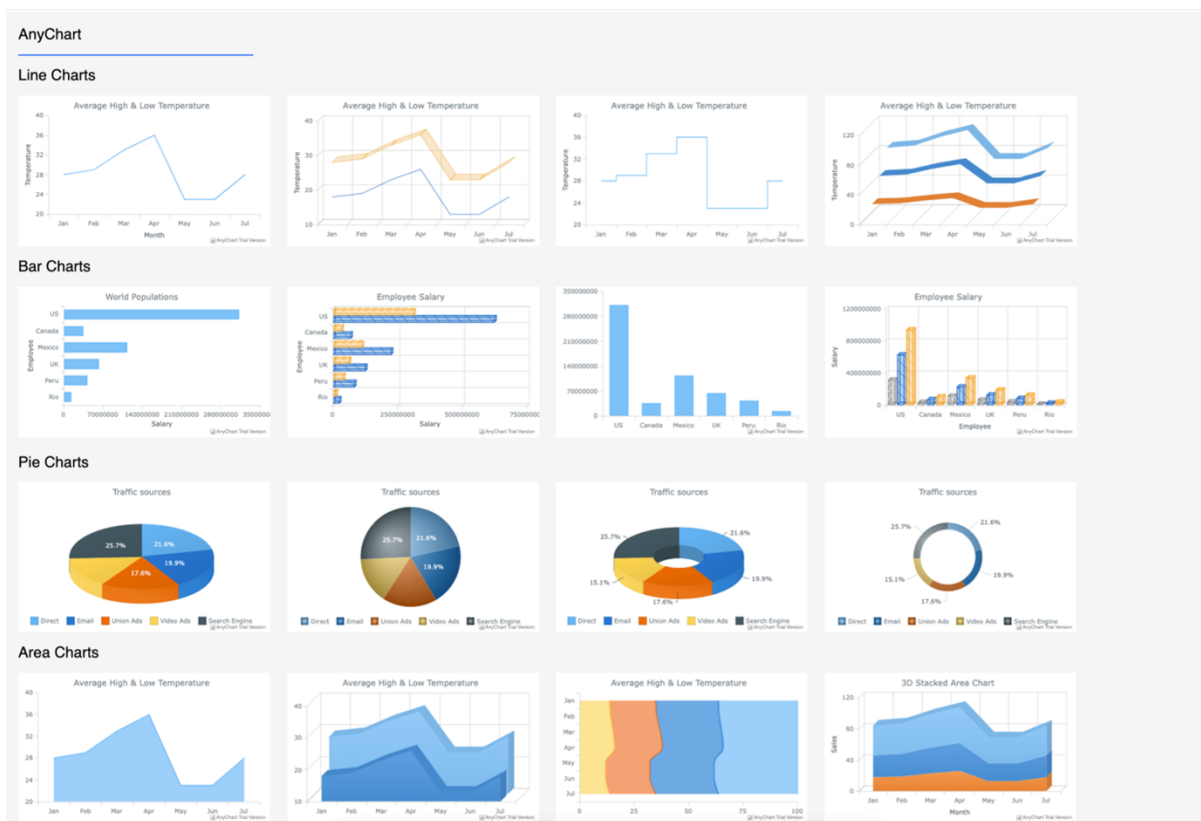 AnyChart
Line Charts
Average High & Low Temperature
40
36
32
28
24
20
Temperature
Jan Feb Mar Apr May Jun Jul
Month
AnyChart Trial Version
Average High & Low Temperature
40
30
20
10
Temperature
Jan Feb Mar Apr May Jun Jul
AnyChart Trial Version
Average High & Low Temperature
40
36
32
28
24
20
Temperature
Jan Feb Mar Apr May Jun Jul
AnyChart Trial Version
Average High & Low Temperature
120
80
40
0
Temperature
Jan Feb Mar Apr May Jun Jul
AnyChart Trial Version
Bar Charts
World Populations
US
Canada
Mexico
UK
Peru
Rio
Employee
0 70000000 140000000 210000000 280000000 3500000
Salary
AnyChart Trial Version
Employee Salary
US
Canada
Mexico
UK
Peru
Rio
Employee
0 250000000 500000000 75000000
Salary
AnyChart Trial Version
350000000
280000000
210000000
140000000
70000000
0
US Canada Mexico UK Peru Rio
AnyChart Trial Version
Employee Salary
1200000000
800000000
400000000
0
Salary
US Canada Mexico UK Peru Rio
Employee
AnyChart Trial Version
Pie Charts
Traffic sources
25.7% 21.6%
19.9%
17.6%
Direct Email Union Ads Video Ads Search Engine
AnyChart Trial Version
Traffic sources
25.7% 21.6%
19.9%
Direct Email Union Ads Video Ads Search Engine
AnyChart Trial Version
Traffic sources
25.7% 21.6%
15.1% 19.9%
17.6%
Direct Email Union Ads Video Ads Search Engine
AnyChart Trial Version
Traffic sources
25.7% 21.6%
15.1% 19.9%
17.6%
Direct Email Union Ads Video Ads Search Engine
AnyChart Trial Version
Area Charts
Average High & Low Temperature
40
36
32
28
24
20
Jan Feb Mar Apr May Jun Jul
AnyChart Trial Version
Average High & Low Temperature
40
30
20
10
Jan Feb Mar Apr May Jun Jul
AnyChart Trial Version
Average High & Low Temperature
Jan
Feb
Mar
Apr
May
Jun
Jul
0 25 50 75 100
AnyChart Trial Version
3D Stacked Area Chart
120
80
40
0
Sales
Jan Feb Mar Apr May Jun Jul
Month
AnyChart Trial Version